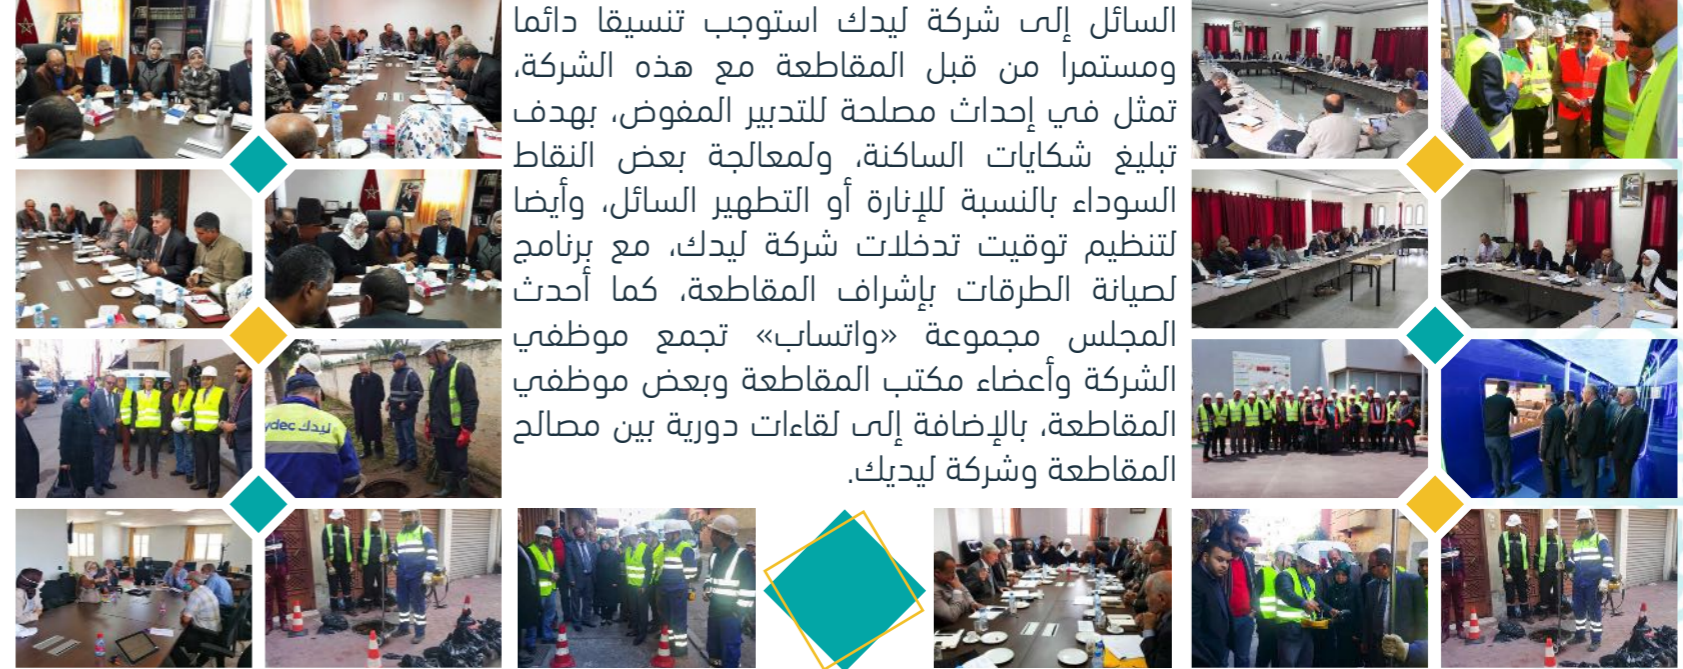 السائل إلى شركة ليدك استوجب تنسيقا دائما
ومستمرا من قبل المقاطعة مع هذه الشركة،
تمثل في إحداث مصلحة للتدبير المفوض، بهدف
تبليغ شكايات الساكنة، ولمعالجة بعض النقاط
السوداء بالنسبة للإنارة أو التطهير السائل، وأيضا
لتنظيم توقيت تدخلات شركة ليدك، مع برنامج
لصيانة الطرقات بإشراف المقاطعة، كما أحدث
المجلس مجموعة «واتساب» تجمع موظفي
الشركة وأعضاء مكتب المقاطعة وبعض موظفي
المقاطعة، بالإضافة إلى لقاءات دورية بين مصالح
المقاطعة وشركة ليديك.
ydec ليدك